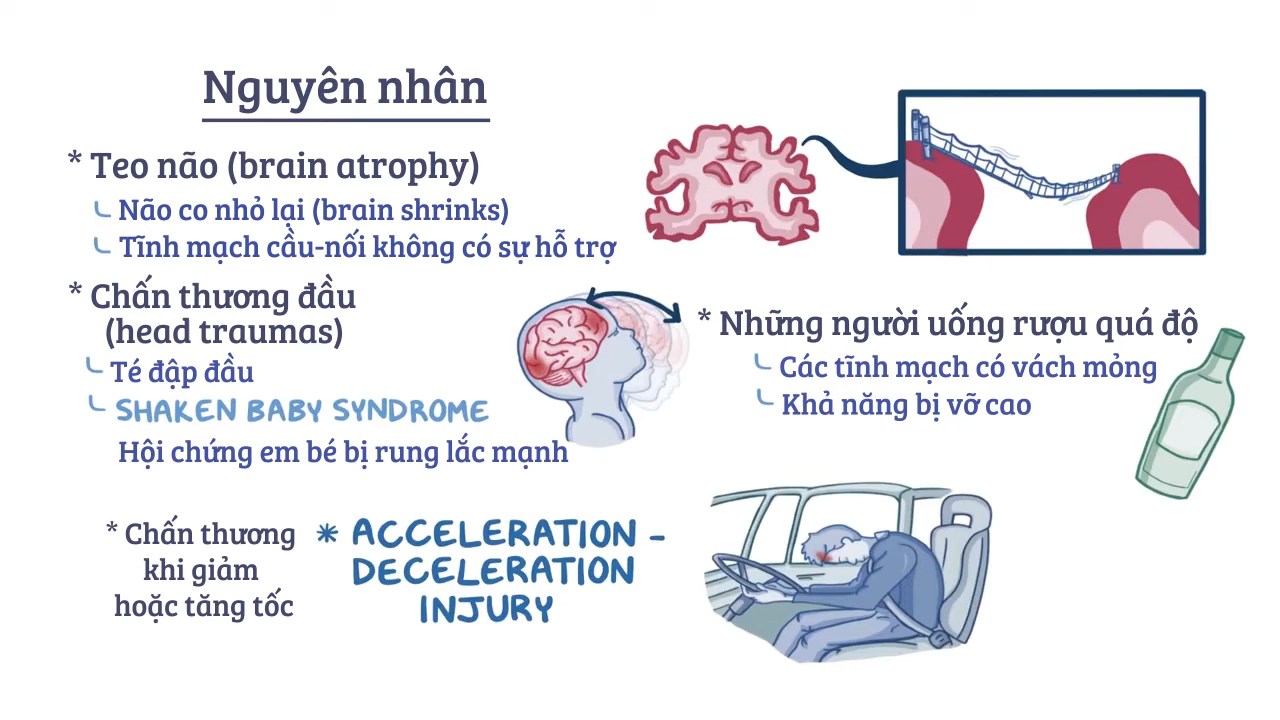 Nguyên nhân
* Teo não (brain atrophy)
Não co nhỏ lại (brain shrinks)
Tĩnh mạch cầu-nối không có sự hỗ trợ
* Chấn thương đầu
(head traumas)
Té đập đầu
SHAKEN BABY SYNDROME
Hội chứng em bé bị rung lắc mạnh
* Những người uống rượu quá độ
Các tĩnh mạch có vách mỏng
Khả năng bị vỡ cao
* Chấn thương
khi giảm
hoặc tăng tốc
* ACCELERATION -
DECELERATION
INJURY